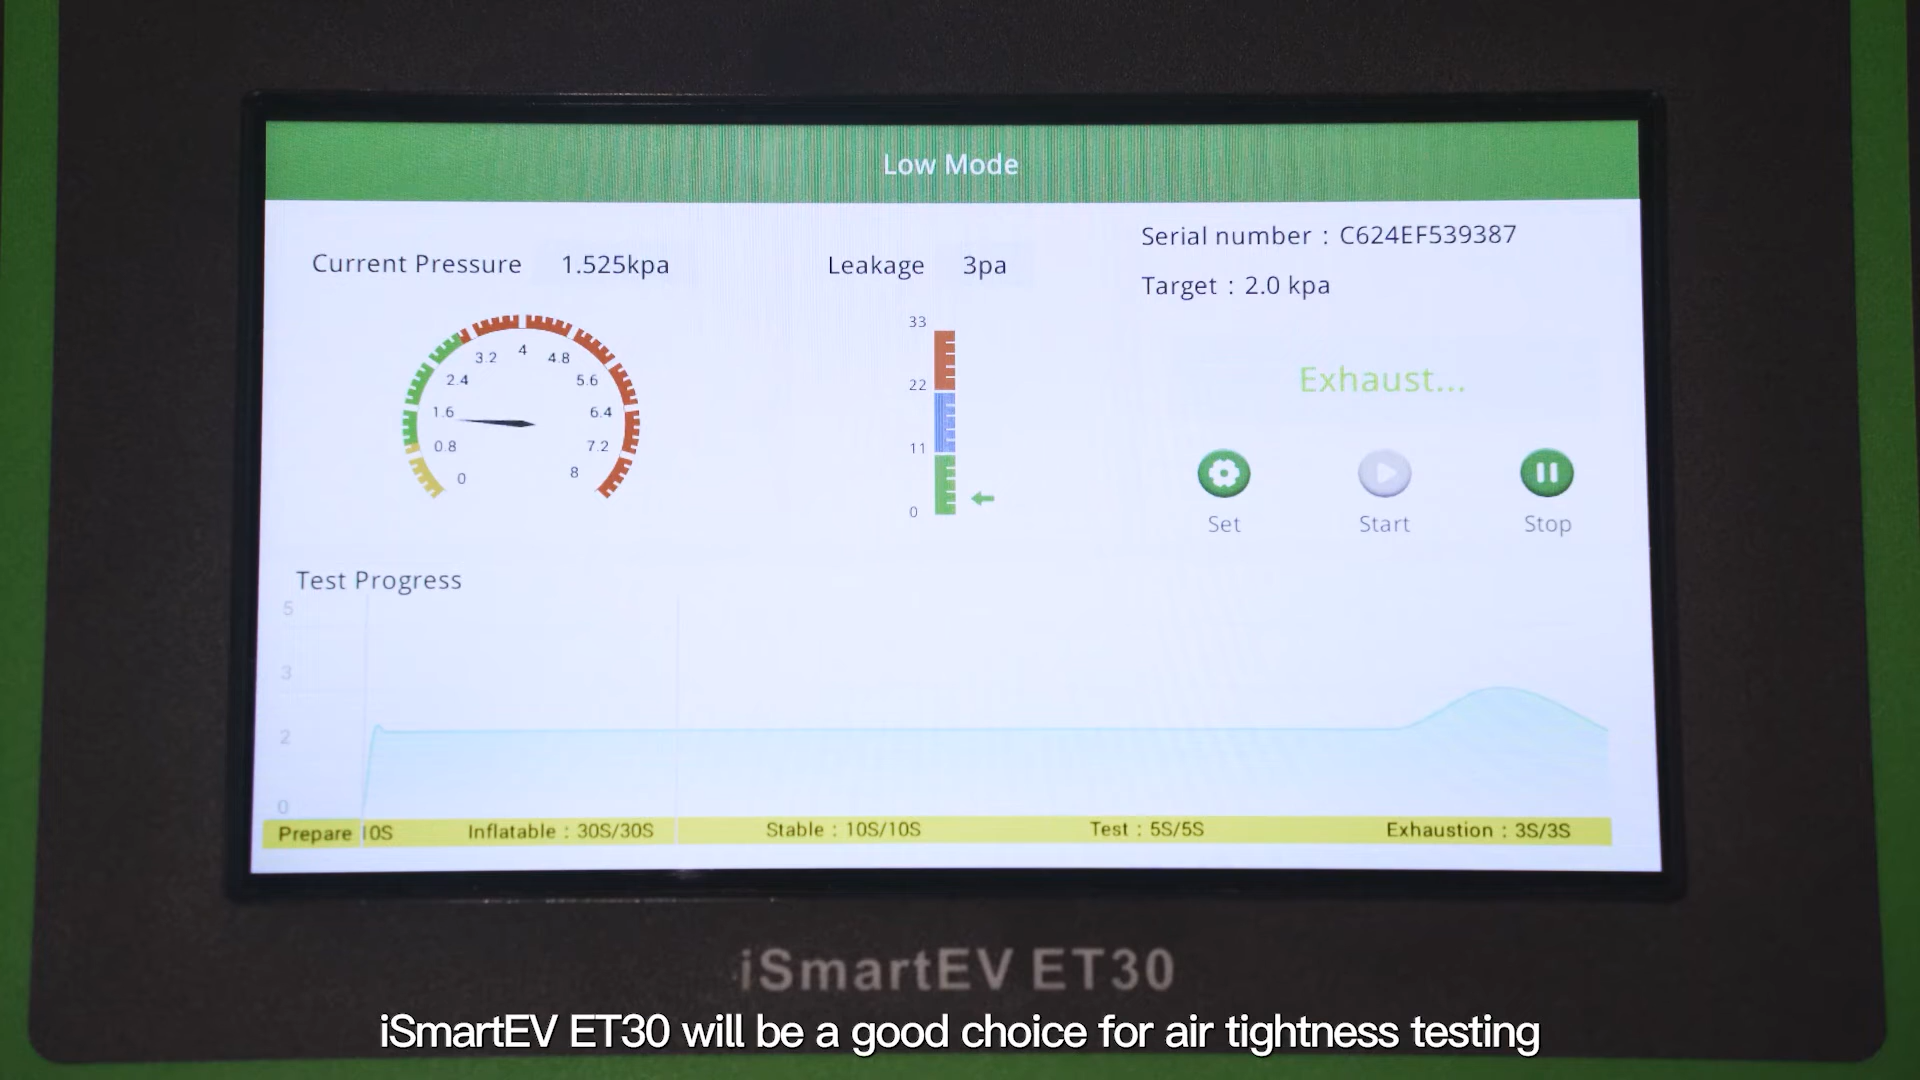 Low Mode
Current Pressure 1.525kpa
Leakage 3pa
Serial number : C624EF539387
Target : 2.0 kpa
0
0.8
1.6
2.4
3.2
4
4.8
5.6
6.4
7.2
8
33
22
11
0
Exhaust...
Set
Start
Stop
Test Progress
5
3
2
0
Prepare 10S
Inflatable : 30S/30S
Stable : 10S/10S
Test : 5S/5S
Exhaustion : 3S/3S
iSmartEV ET30
iSmartEV ET30 will be a good choice for air tightness testing